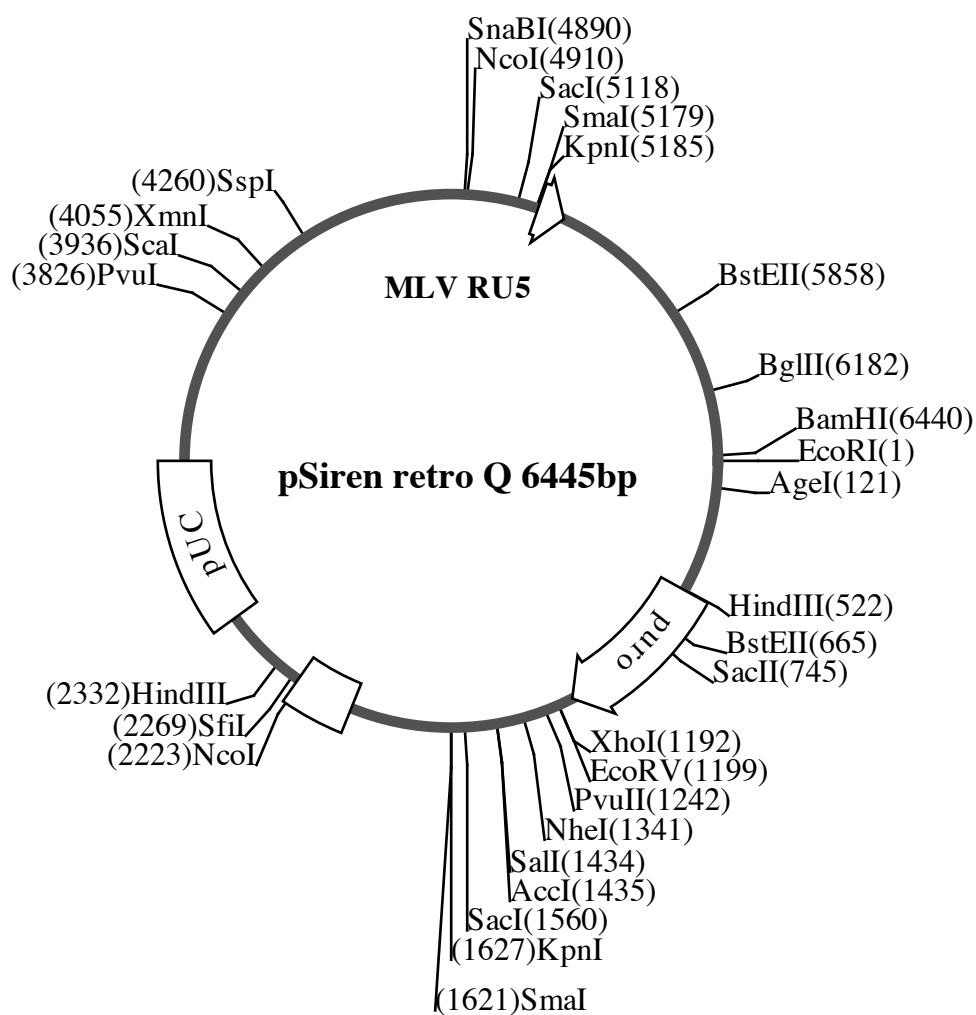 SnaBI(4890)
NcoI(4910)
SacI(5118)
SmaI(5179)
KpnI(5185)
(4260)SspI
(4055)XmnI
(3936)ScaI
(3826)PvuI
MLV RU5
BstEII(5858)
BglII(6182)
BamHI(6440)
EcoRI(1)
AgeI(121)
pSiren retro Q 6445bp
pUC
HindIII(522)
puro
BstEII(665)
SacII(745)
(2332)HindIII
(2269)SfiI
(2223)NcoI
XhoI(1192)
EcoRV(1199)
PvuII(1242)
NheI(1341)
SalI(1434)
AccI(1435)
SacI(1560)
(1627)KpnI
(1621)SmaI